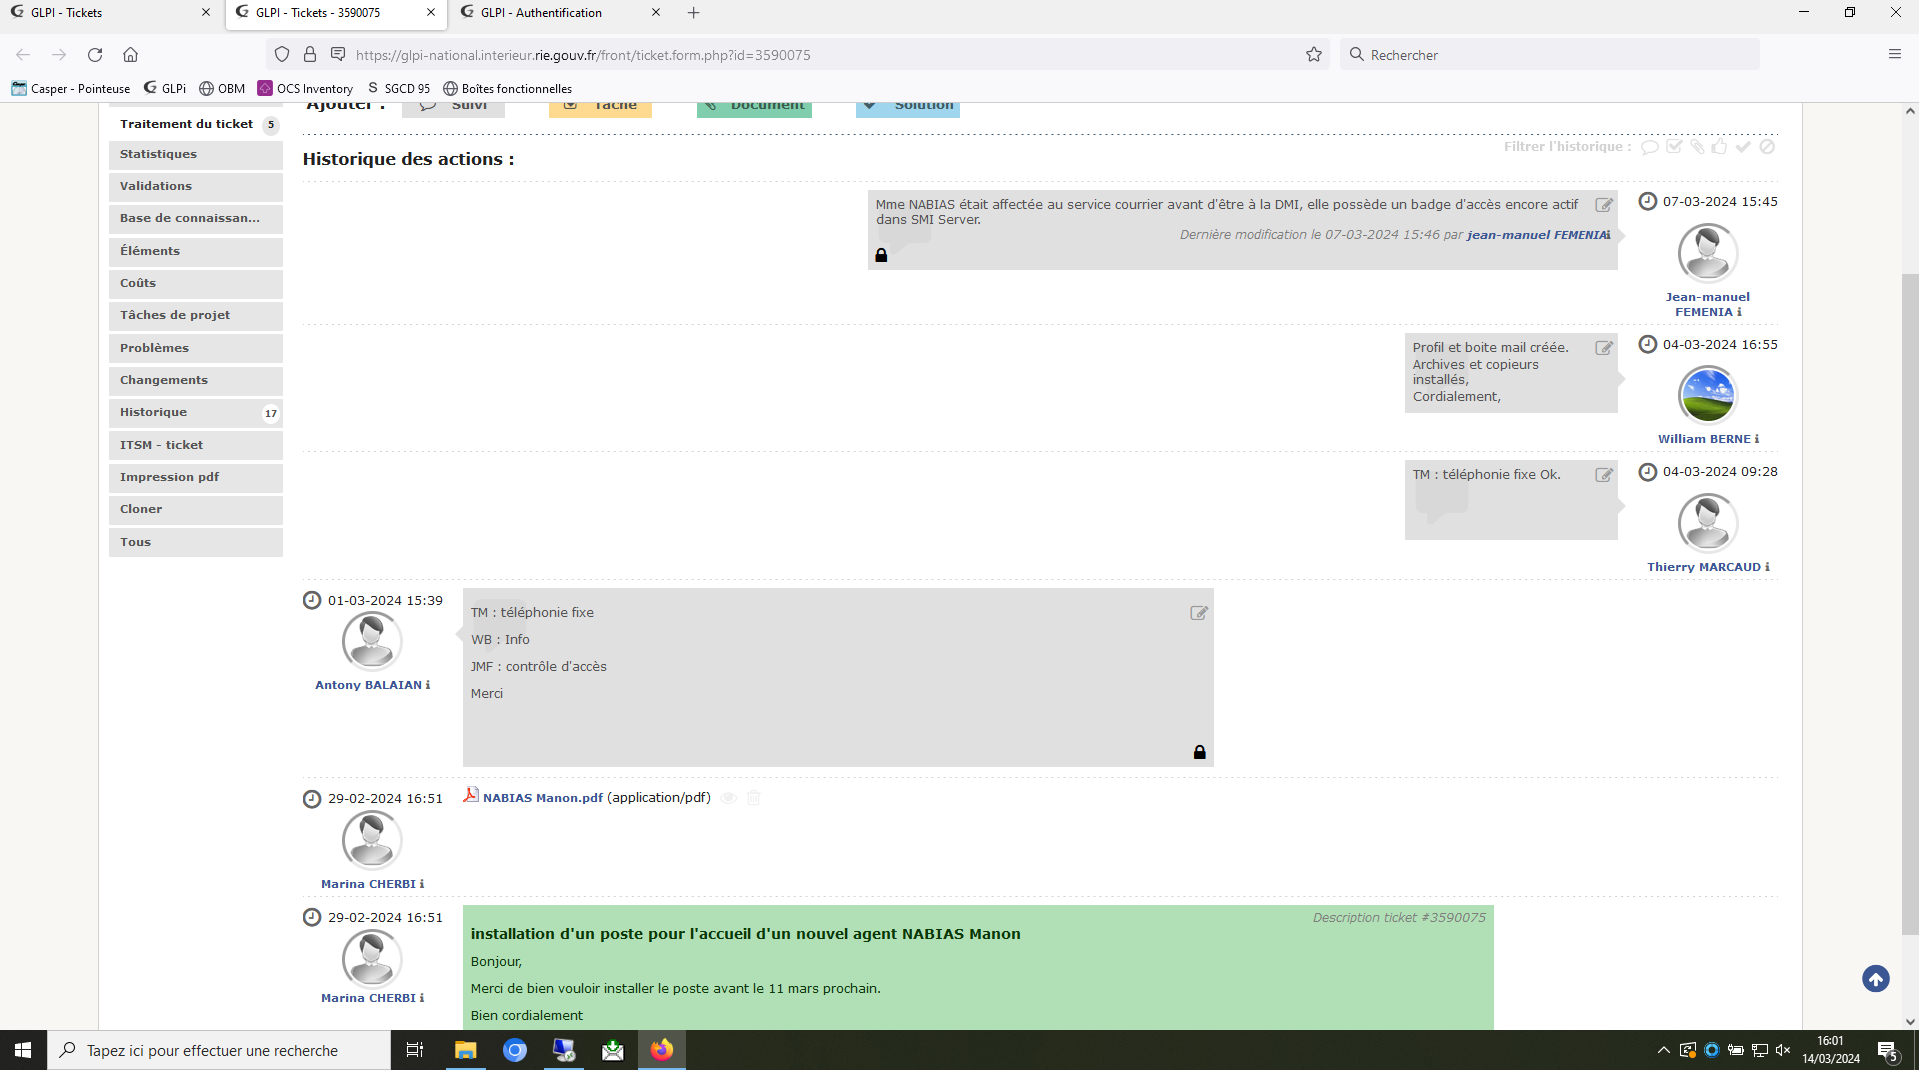 GLPI - Tickets
GLPI - Tickets - 3590075
GLPI - Authentification
https://glpi-national.interieur.rie.gouv.fr/front/ticket.form.php?id=3590075
Rechercher
Casper - Pointeuse
GLPi
OBM
OCS Inventory
S
SGCD 95
Boîtes fonctionnelles
Ajouter :
Suivi
Tâche
Document
Solution
Traitement du ticket 5
Statistiques
Validations
Base de connaissan...
Éléments
Coûts
Tâches de projet
Problèmes
Changements
Historique 17
ITSM - ticket
Impression pdf
Cloner
Tous
Historique des actions :
Filtrer l'historique :
Mme NABIAS était affectée au service courrier avant d'être à la DMI, elle possède un badge d'accès encore actif
dans SMI Server.
Dernière modification le 07-03-2024 15:46 par jean-manuel FEMENIA
07-03-2024 15:45
Jean-manuel
FEMENIA
Profil et boite mail créée.
Archives et copieurs
installés,
Cordialement,
04-03-2024 16:55
William BERNE
TM : téléphonie fixe Ok.
04-03-2024 09:28
Thierry MARCAUD
01-03-2024 15:39
Antony BALAIAN
TM : téléphonie fixe
WB : Info
JMF : contrôle d'accès
Merci
29-02-2024 16:51
Marina CHERBI
NABIAS Manon.pdf (application/pdf)
29-02-2024 16:51
Marina CHERBI
Description ticket #3590075
installation d'un poste pour l'accueil d'un nouvel agent NABIAS Manon
Bonjour,
Merci de bien vouloir installer le poste avant le 11 mars prochain.
Bien cordialement
Tapez ici pour effectuer une recherche
16:01
14/03/2024
5